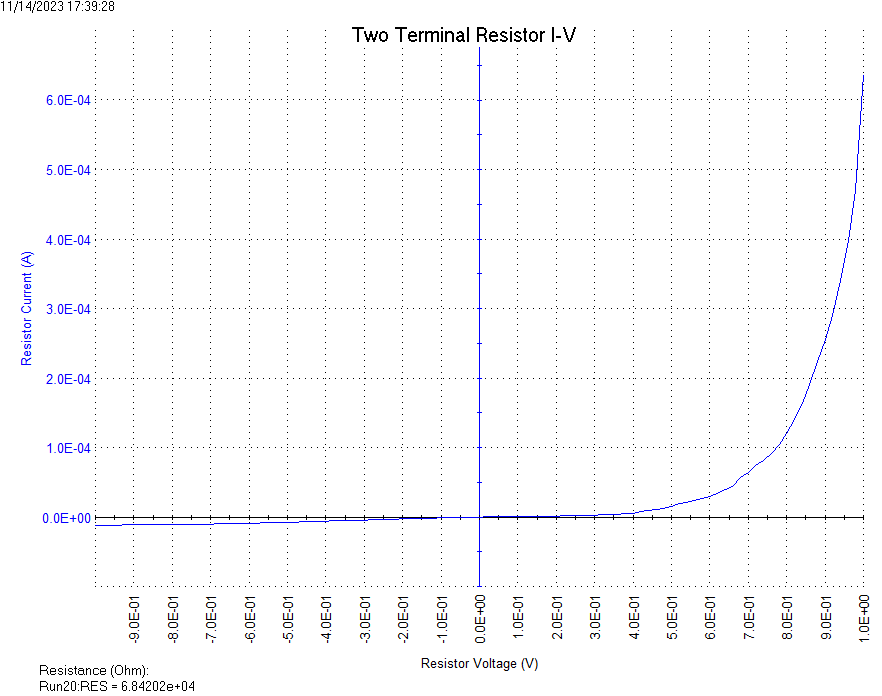 11/14/2023 17:39:28
Two Terminal Resistor I-V
6.0E-04
5.0E-04
4.0E-04
3.0E-04
2.0E-04
1.0E-04
0.0E+00
Resistor Current (A)
-9.0E-01
-8.0E-01
-7.0E-01
-6.0E-01
-5.0E-01
-4.0E-01
-3.0E-01
-2.0E-01
-1.0E-01
0.0E+00
1.0E-01
2.0E-01
3.0E-01
4.0E-01
5.0E-01
6.0E-01
7.0E-01
8.0E-01
9.0E-01
1.0E+00
Resistor Voltage (V)
Resistance (Ohm):
Run20:RES = 6.84202e+04